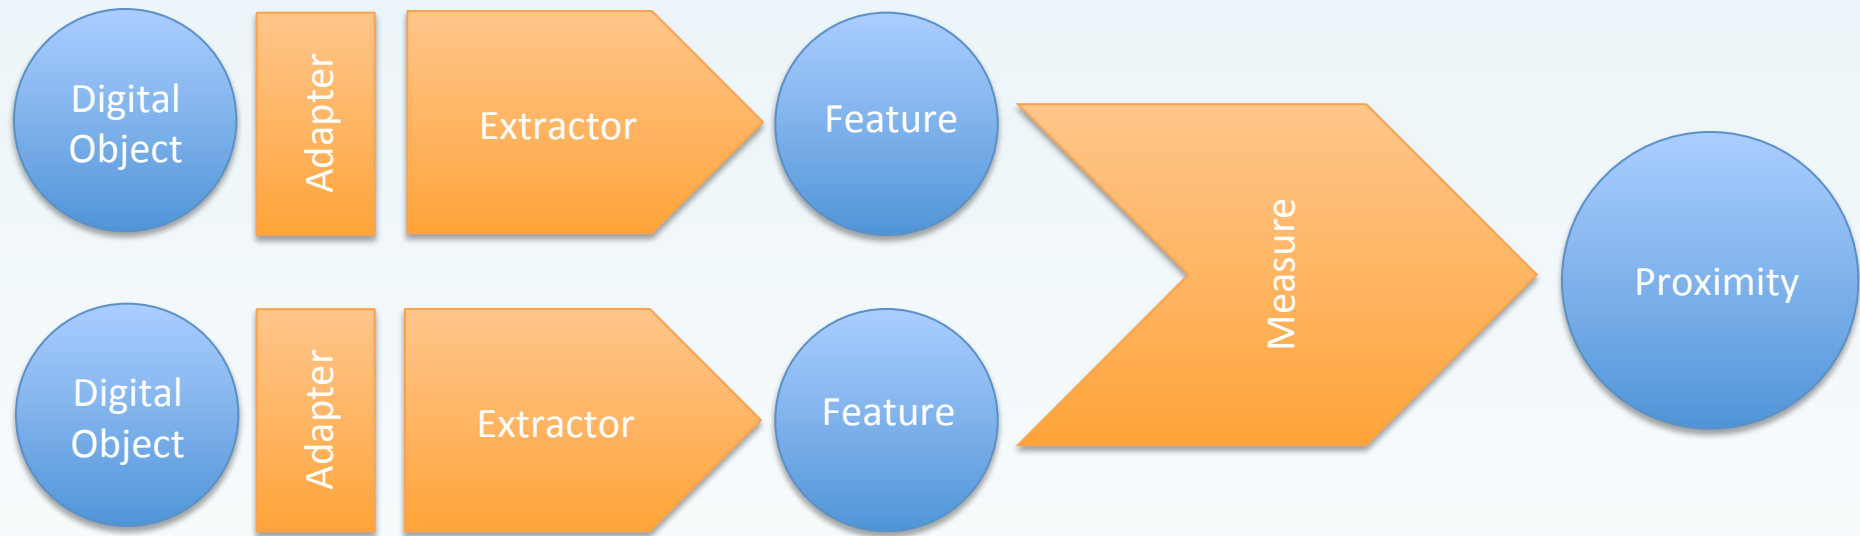 Digital
Object
Adapter
Extractor
Feature
Digital
Object
Adapter
Extractor
Feature
Measure
Proximity